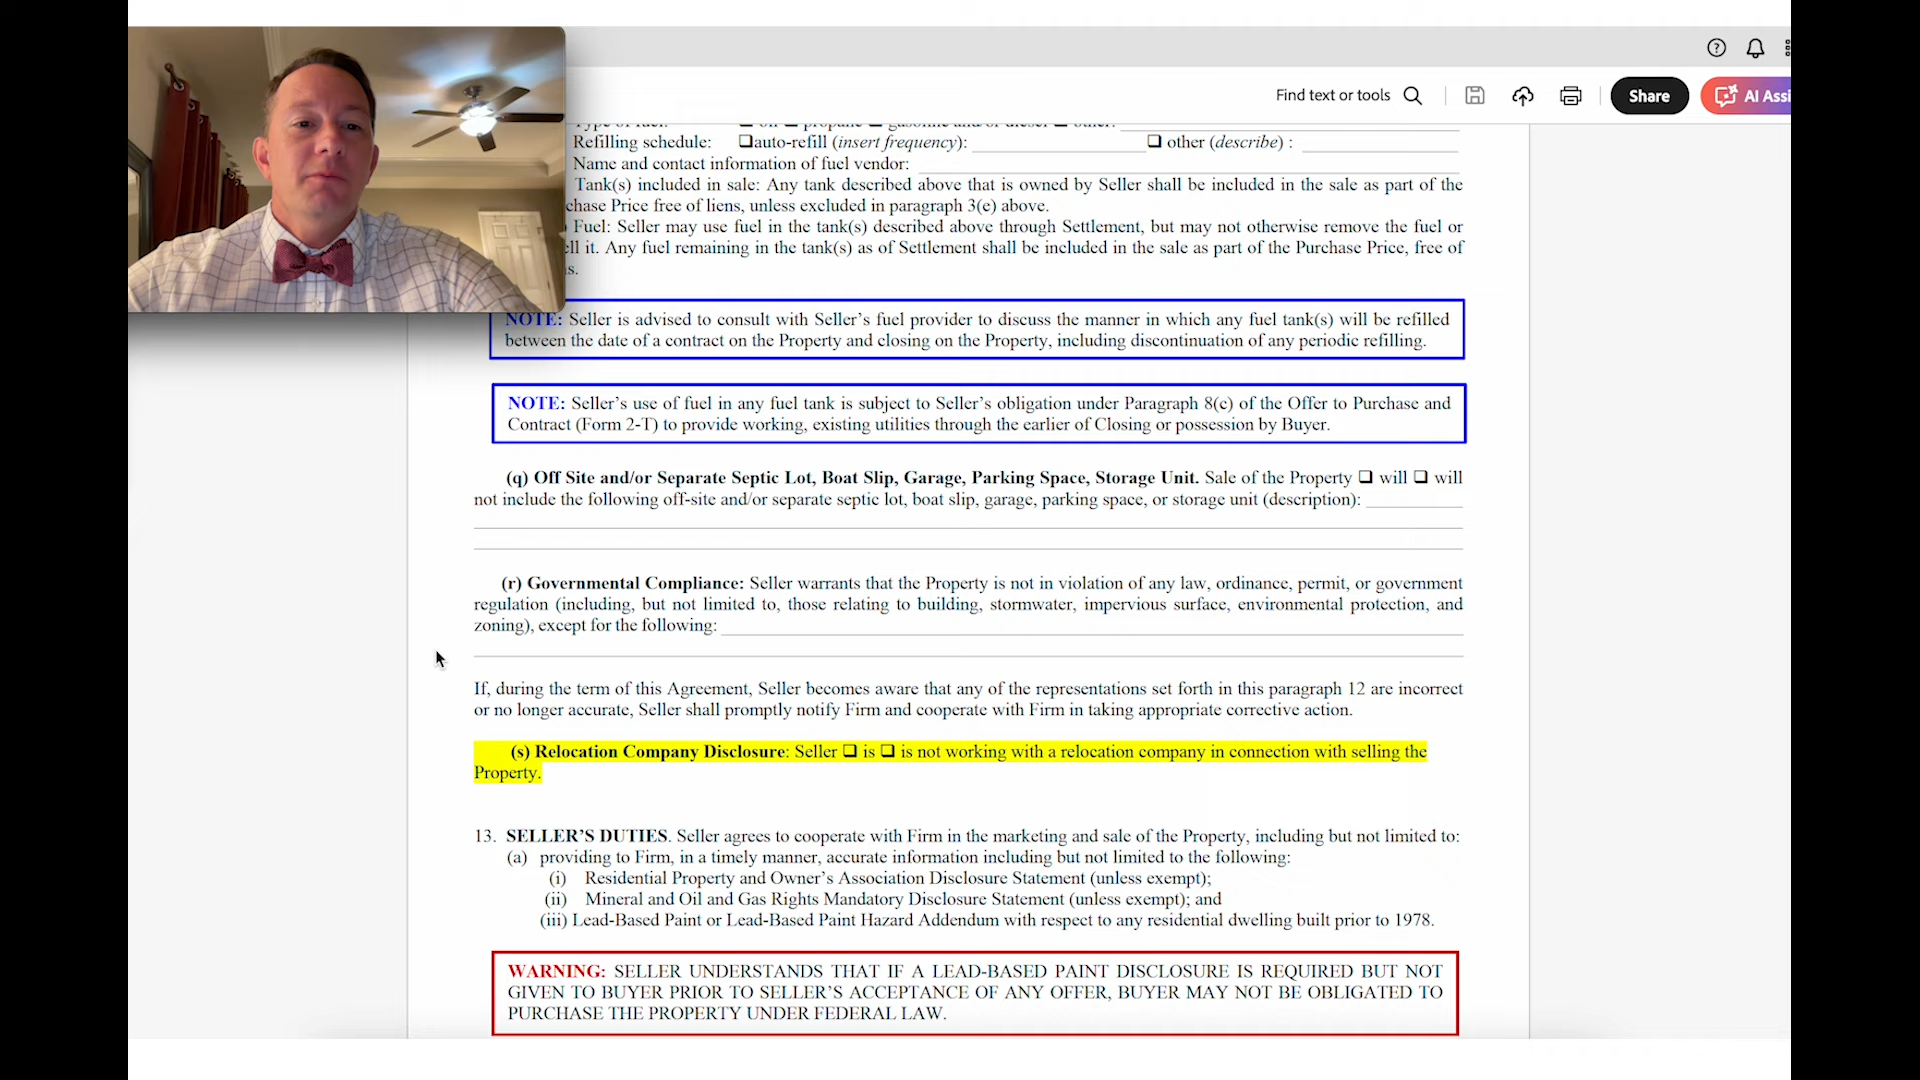 Find text or tools
Share
AI Assi
Type of fuel: ❑ oil ❑ propane ❑ gasoline and/or diesel ❑ other:
Refilling schedule: ❑auto-refill (insert frequency): ❑ other (describe) :
Name and contact information of fuel vendor:
Tank(s) included in sale: Any tank described above that is owned by Seller shall be included in the sale as part of the
chase Price free of liens, unless excluded in paragraph 3(e) above.
Fuel: Seller may use fuel in the tank(s) described above through Settlement, but may not otherwise remove the fuel or
ll it. Any fuel remaining in the tank(s) as of Settlement shall be included in the sale as part of the Purchase Price, free of
s.
NOTE: Seller is advised to consult with Seller's fuel provider to discuss the manner in which any fuel tank(s) will be refilled
between the date of a contract on the Property and closing on the Property, including discontinuation of any periodic refilling.
NOTE: Seller's use of fuel in any fuel tank is subject to Seller's obligation under Paragraph 8(c) of the Offer to Purchase and
Contract (Form 2-T) to provide working, existing utilities through the earlier of Closing or possession by Buyer.
(q) Off Site and/or Separate Septic Lot, Boat Slip, Garage, Parking Space, Storage Unit. Sale of the Property ❑ will ❑ will
not include the following off-site and/or separate septic lot, boat slip, garage, parking space, or storage unit (description):
(r) Governmental Compliance: Seller warrants that the Property is not in violation of any law, ordinance, permit, or government
regulation (including, but not limited to, those relating to building, stormwater, impervious surface, environmental protection, and
zoning), except for the following:
If, during the term of this Agreement, Seller becomes aware that any of the representations set forth in this paragraph 12 are incorrect
or no longer accurate, Seller shall promptly notify Firm and cooperate with Firm in taking appropriate corrective action.
(s) Relocation Company Disclosure: Seller ❑ is ❑ is not working with a relocation company in connection with selling the
Property.
13. SELLER'S DUTIES. Seller agrees to cooperate with Firm in the marketing and sale of the Property, including but not limited to:
(a) providing to Firm, in a timely manner, accurate information including but not limited to the following:
(i) Residential Property and Owner's Association Disclosure Statement (unless exempt);
(ii) Mineral and Oil and Gas Rights Mandatory Disclosure Statement (unless exempt); and
(iii) Lead-Based Paint or Lead-Based Paint Hazard Addendum with respect to any residential dwelling built prior to 1978.
WARNING: SELLER UNDERSTANDS THAT IF A LEAD-BASED PAINT DISCLOSURE IS REQUIRED BUT NOT
GIVEN TO BUYER PRIOR TO SELLER'S ACCEPTANCE OF ANY OFFER, BUYER MAY NOT BE OBLIGATED TO
PURCHASE THE PROPERTY UNDER FEDERAL LAW.